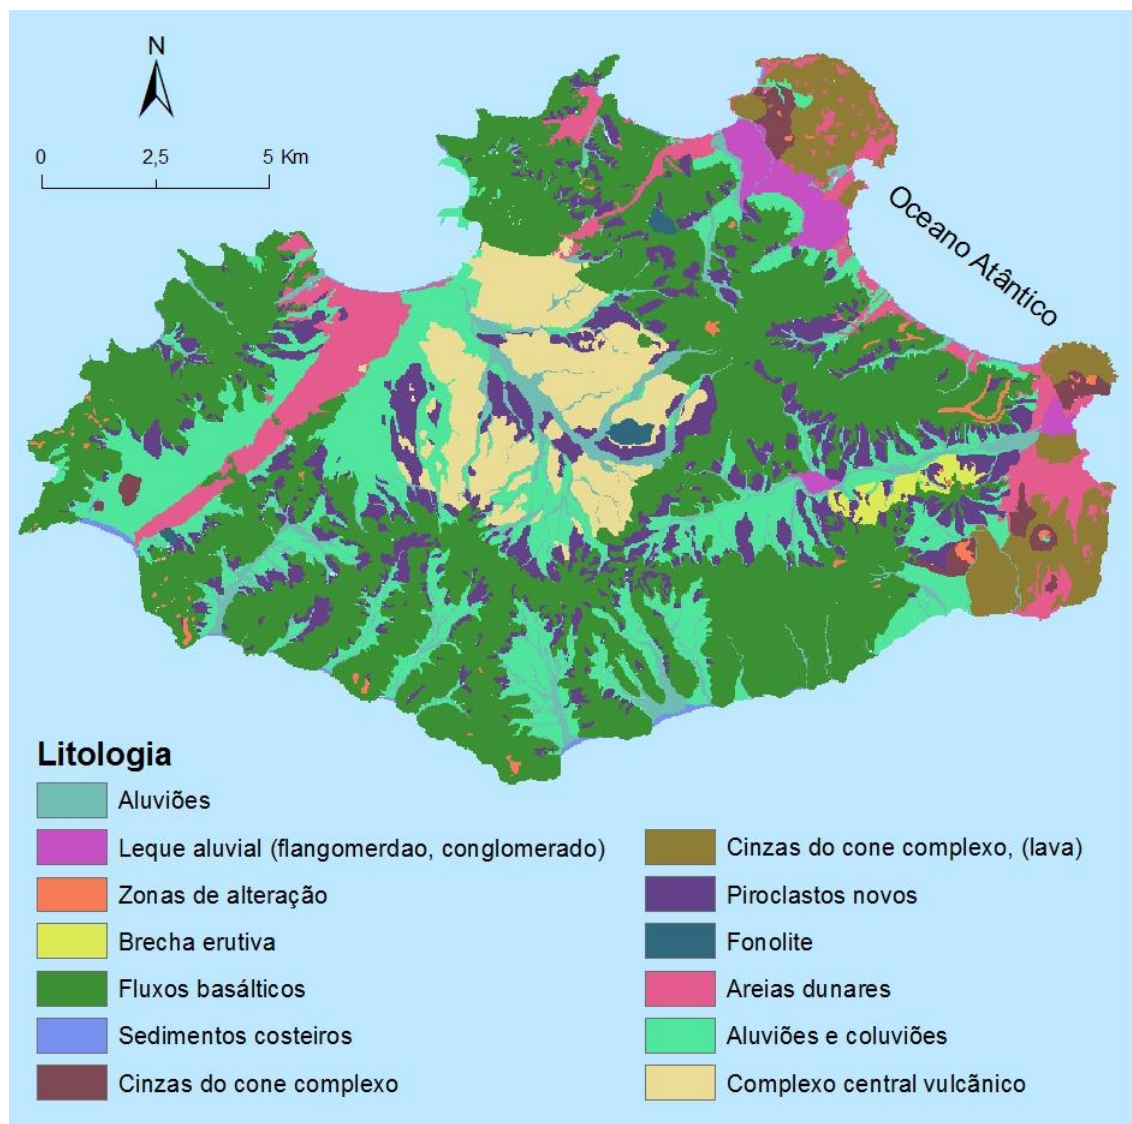 N
0 2,5 5 Km
Oceano Atântico
Litologia
Aluviões
Leque aluvial (flangomerdao, conglomerado)
Zonas de alteração
Brecha erutiva
Fluxos basálticos
Sedimentos costeiros
Cinzas do cone complexo
Cinzas do cone complexo, (lava)
Piroclastos novos
Fonolite
Areias dunares
Aluviões e coluviões
Complexo central vulcãnico